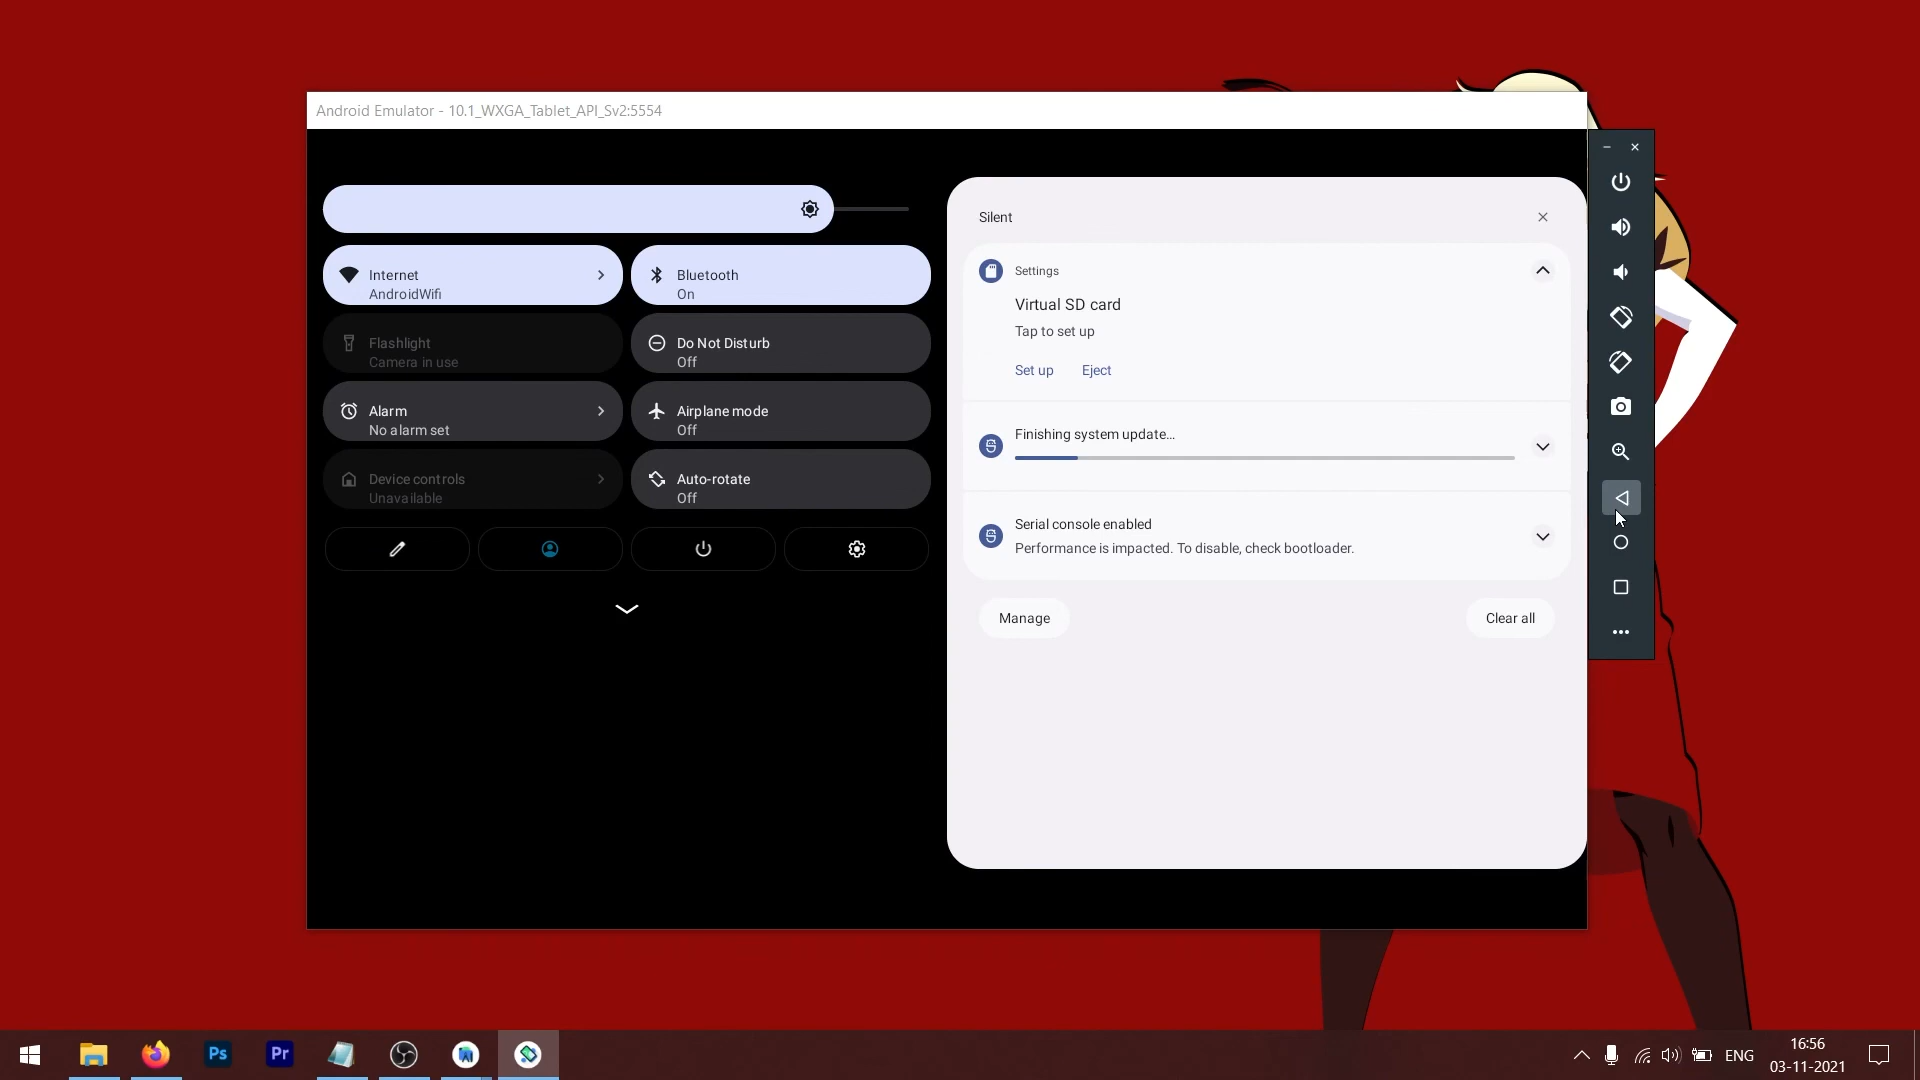 Android Emulator - 10.1_WXGA_Tablet_API_Sv2:5554
Internet
AndroidWifi
Bluetooth
On
Flashlight
Camera in use
Do Not Disturb
Off
Alarm
No alarm set
Airplane mode
Off
Device controls
Unavailable
Auto-rotate
Off
Silent
Settings
Virtual SD card
Tap to set up
Set up Eject
Finishing system update…
Serial console enabled
Performance is impacted. To disable, check bootloader.
Manage
Clear all
Ps
Pr
ENG
16:56
03-11-2021